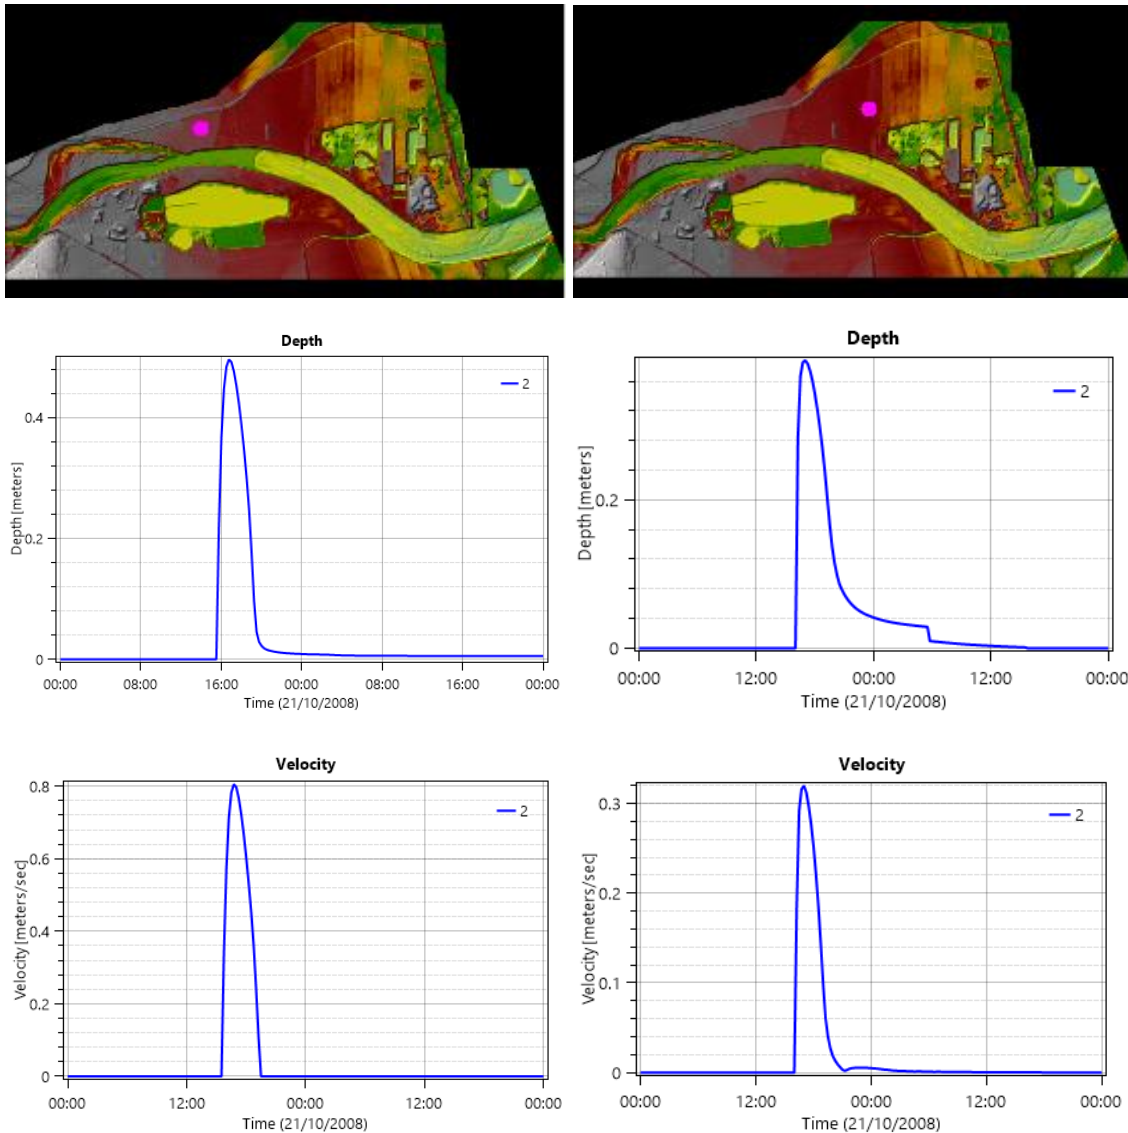 Depth
2
Depth [meters]
0.4
0.2
0
00:00 08:00 16:00 00:00 08:00 16:00 00:00
Time (21/10/2008)
Depth
2
Depth [meters]
0.2
0
00:00 12:00 00:00 12:00 00:00
Time (21/10/2008)
Velocity
2
Velocity [meters/sec]
0.8
0.6
0.4
0.2
0
00:00 12:00 00:00 12:00 00:00
Time (21/10/2008)
Velocity
2
Velocity [meters/sec]
0.3
0.2
0.1
0
00:00 12:00 00:00 12:00 00:00
Time (21/10/2008)